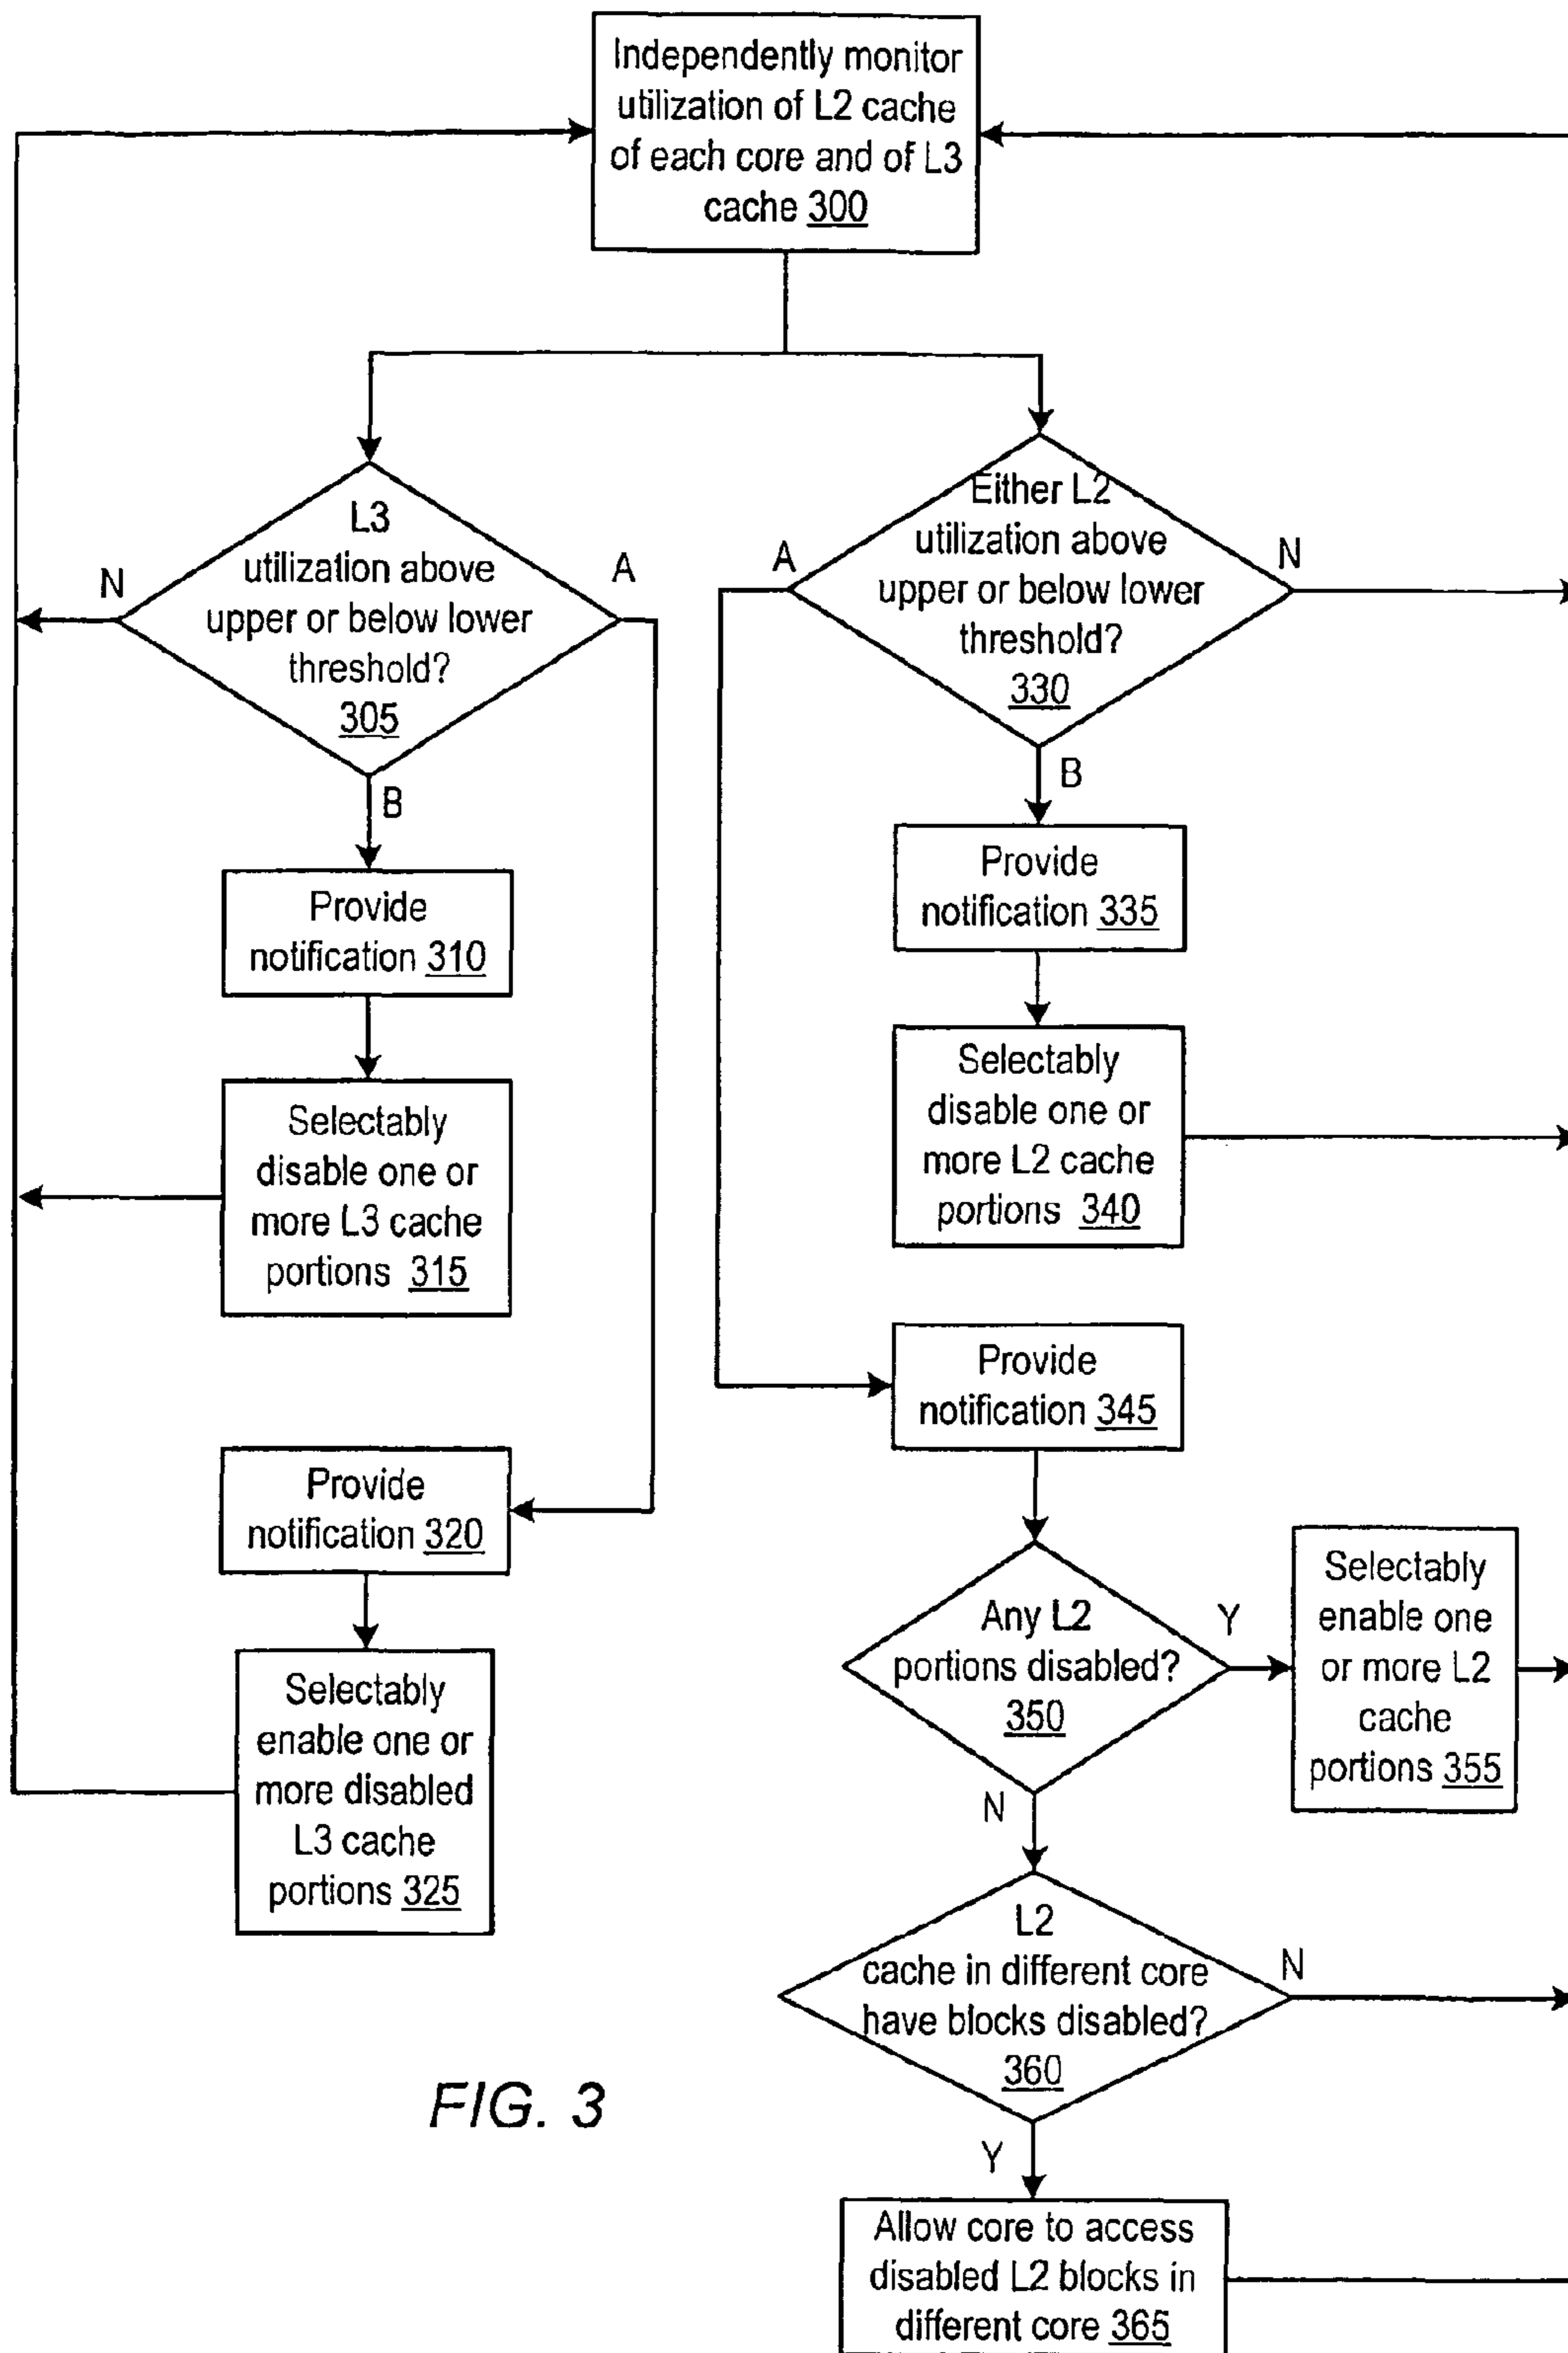 Independently monitor
utilization of L2 cache
of each core and of L3
cache 300
L3
utilization above
upper or below lower
threshold?
305
N
A
B
Provide
notification 310
Selectably
disable one or
more L3 cache
portions 315
Provide
notification 320
Selectably
enable one or
more disabled
L3 cache
portions 325
Either L2
utilization above
upper or below lower
threshold?
330
A
N
B
Provide
notification 335
Selectably
disable one or
more L2 cache
portions 340
Provide
notification 345
Any L2
portions disabled?
350
Y
N
Selectably
enable one
or more L2
cache
portions 355
L2
cache in different core
have blocks disabled?
360
N
Y
Allow core to access
disabled L2 blocks in
different core 365
FIG. 3